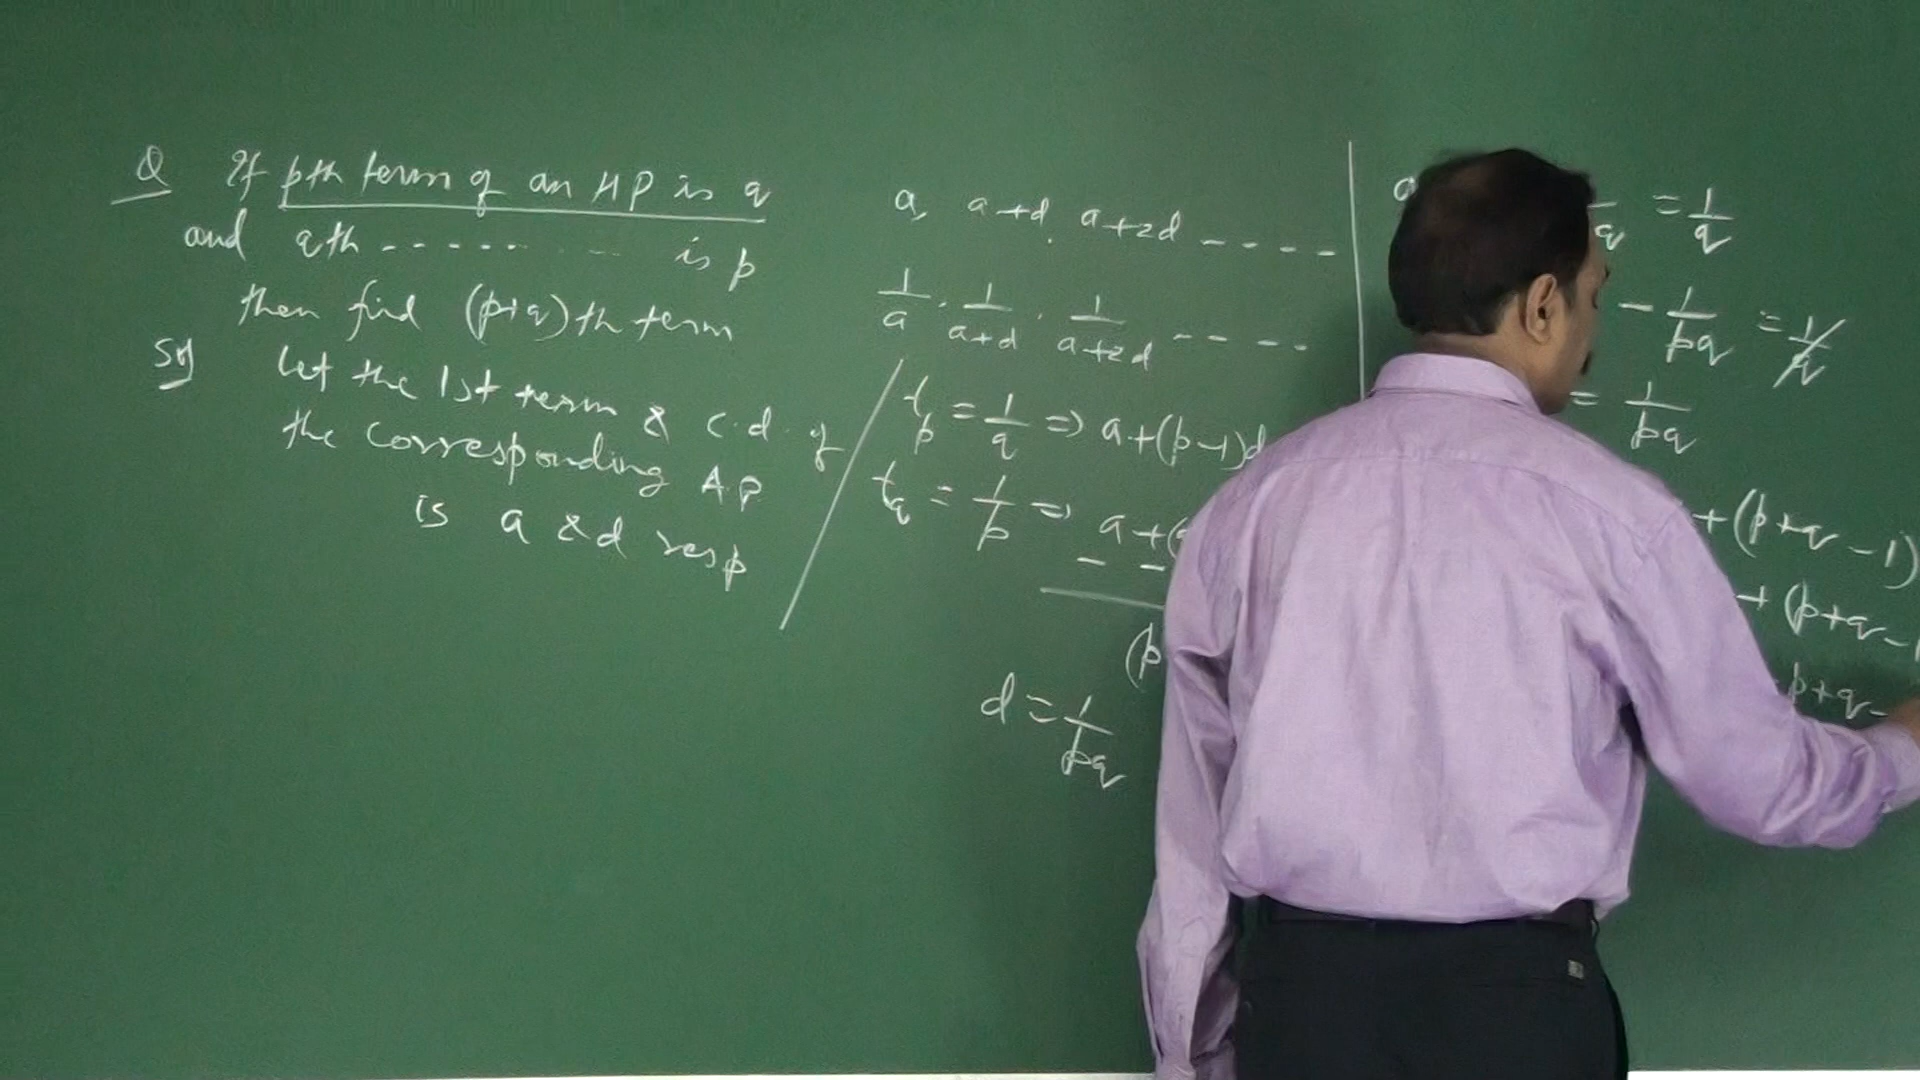 Q If pth term of an HP is q
and qth - - - - - - - - is p
then find (p+q)th term
Sol Let the 1st term & c.d. of
the corresponding A.P.
is a & d resp
a, a+d, a+2d - - - -
1/a , 1/(a+d) , 1/(a+2d) - - - -
t_p = 1/q => a+(p-1)d
t_q = 1/p => a+(
- -
(p
d = 1/pq
a = 1/q
- 1/pq = 1/q
= 1/pq
+(p+q-1)
+(p+q-1
p+q-